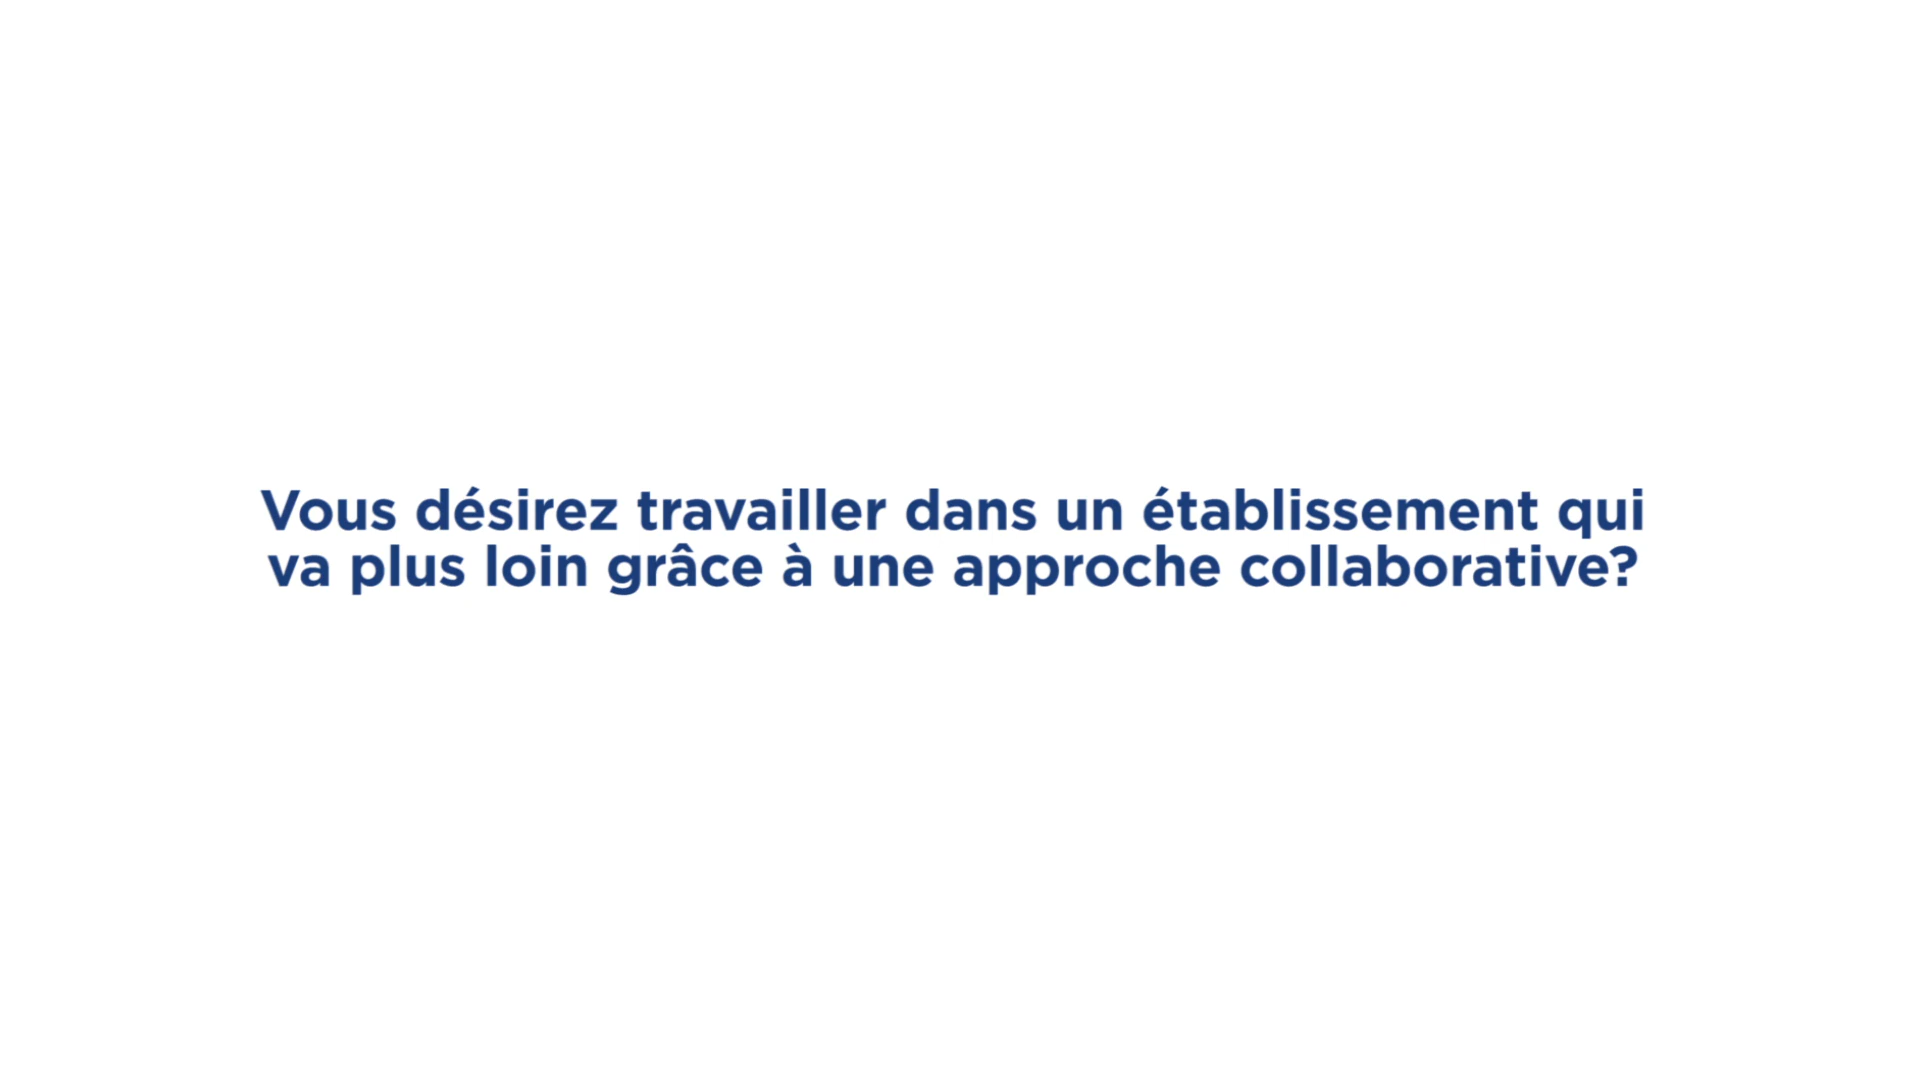 Vous désirez travailler dans un établissement qui
va plus loin grâce à une approche collaborative?